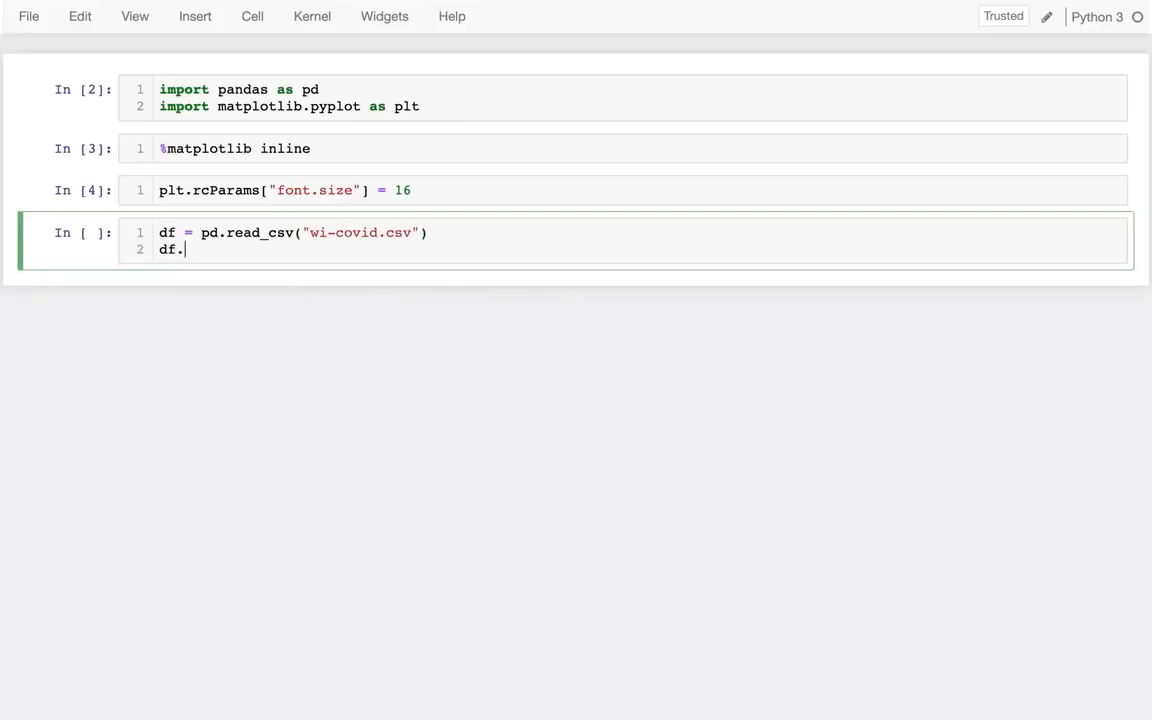 File Edit View Insert Cell Kernel Widgets Help Trusted Python 3
In [2]: 1 import pandas as pd
2 import matplotlib.pyplot as plt
In [3]: 1 %matplotlib inline
In [4]: 1 plt.rcParams["font.size"] = 16
In [ ]: 1 df = pd.read_csv("wi-covid.csv")
2 df.